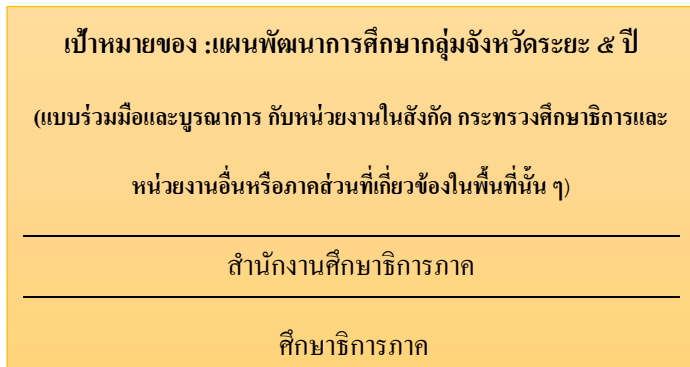 เป้าหมายของ :แผนพัฒนาการศึกษากลุ่มจังหวัดระยะ ๕ ปี
(แบบร่วมมือและบูรณาการ กับหน่วยงานในสังกัด กระทรวงศึกษาธิการและ
หน่วยงานอื่นหรือภาคส่วนที่เกี่ยวข้องในพื้นที่นั้น ๆ)
สำนักงานศึกษาธิการภาค
ศึกษาธิการภาค